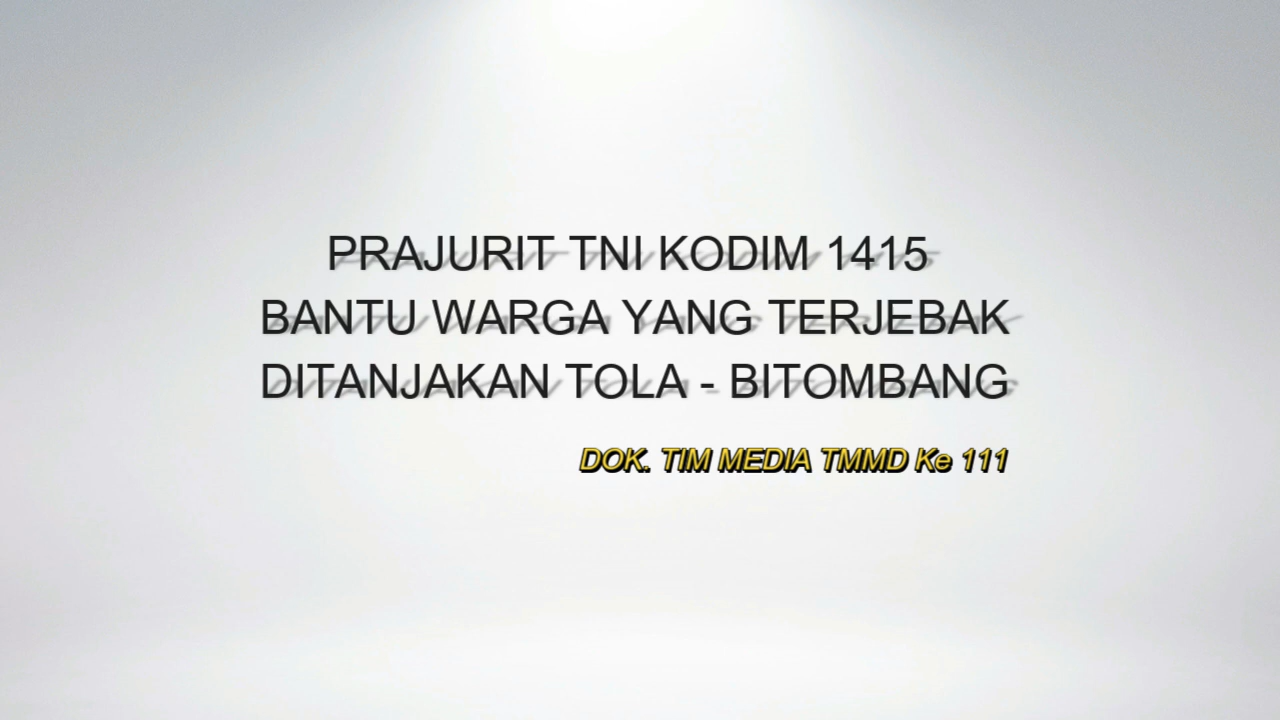 PRAJURIT TNI KODIM 1415
BANTU WARGA YANG TERJEBAK
DITANJAKAN TOLA - BITOMBANG
DOK. TIM MEDIA TMMD Ke 111